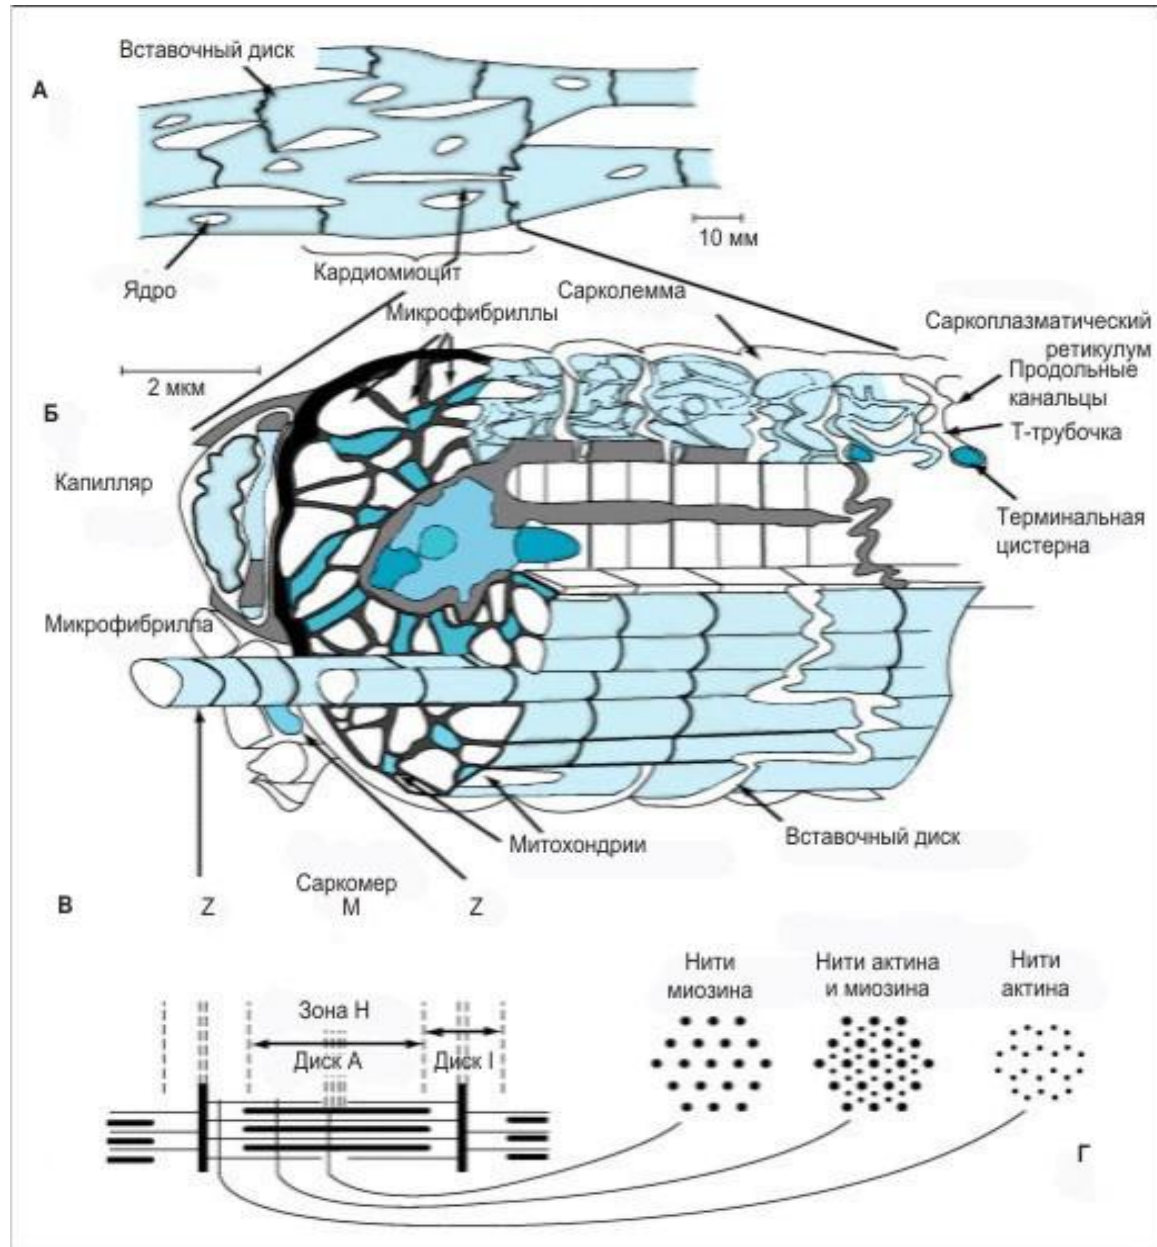 Вставочный диск
А
10 мм
Ядро
Кардиомиоцит
Сарколемма
Микрофибриллы
Саркоплазматический
ретикулум
Продольные
канальцы
2 мкм
Б
Т-трубочка
Капилляр
Терминальная
цистерна
Микрофибрилла
Митохондрии
Вставочный диск
Саркомер
В
Z
М
Z
Нити
миозина
Нити актина
и миозина
Нити
актина
Зона Н
Диск А
Диск I
Г